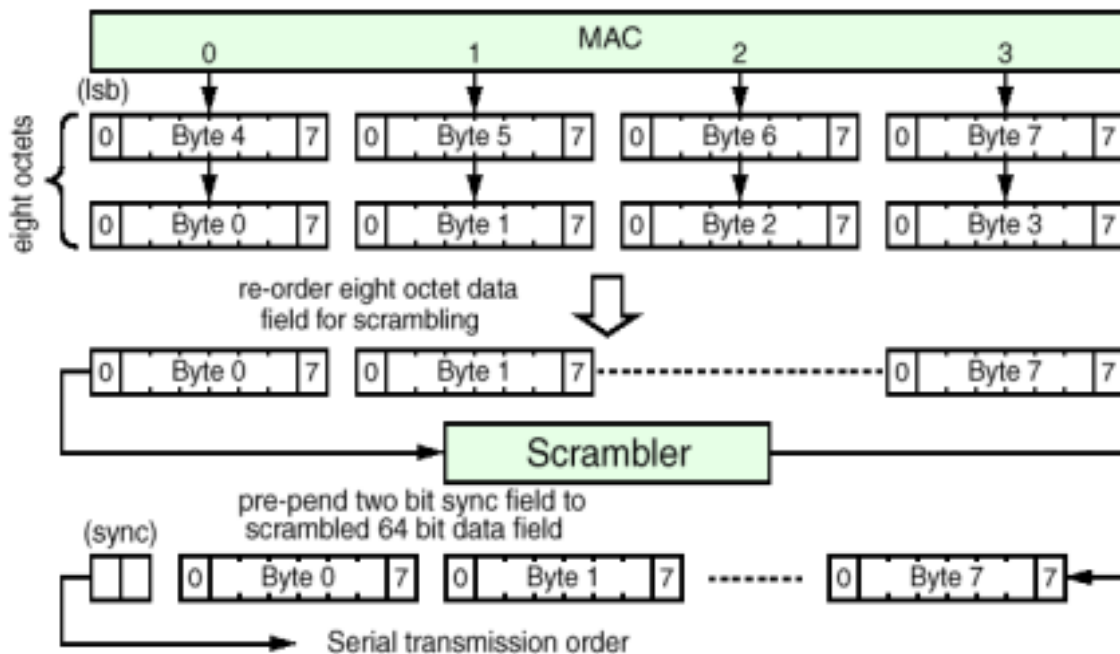 MAC
0 1 2 3
(lsb)
eight octets
0 Byte 4 7 0 Byte 5 7 0 Byte 6 7 0 Byte 7 7
0 Byte 0 7 0 Byte 1 7 0 Byte 2 7 0 Byte 3 7
re-order eight octet data
field for scrambling
0 Byte 0 7 0 Byte 1 7 0 Byte 7 7
Scrambler
pre-pend two bit sync field to
scrambled 64 bit data field
(sync)
0 Byte 0 7 0 Byte 1 7 0 Byte 7 7
Serial transmission order